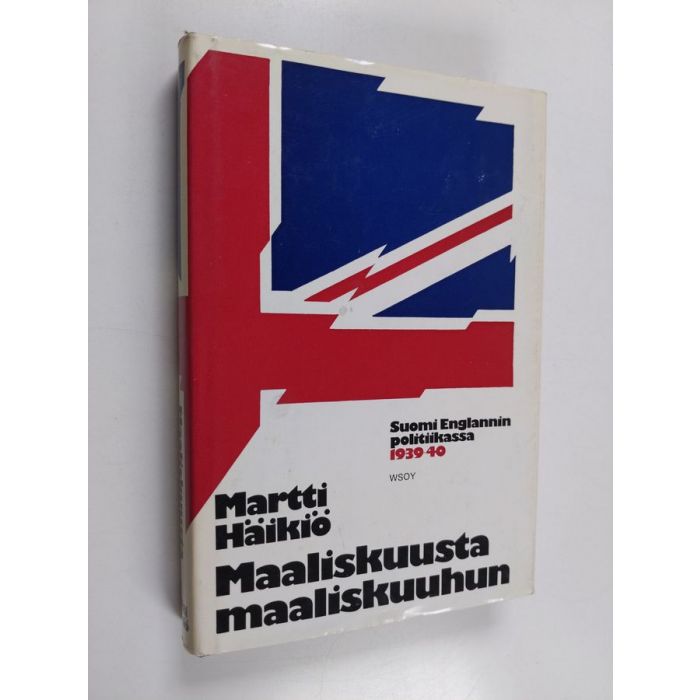 Suomi Englannin
politiikassa
1939-40
WSOY
Martti
Häikiö
Maaliskuusta
maaliskuuhun